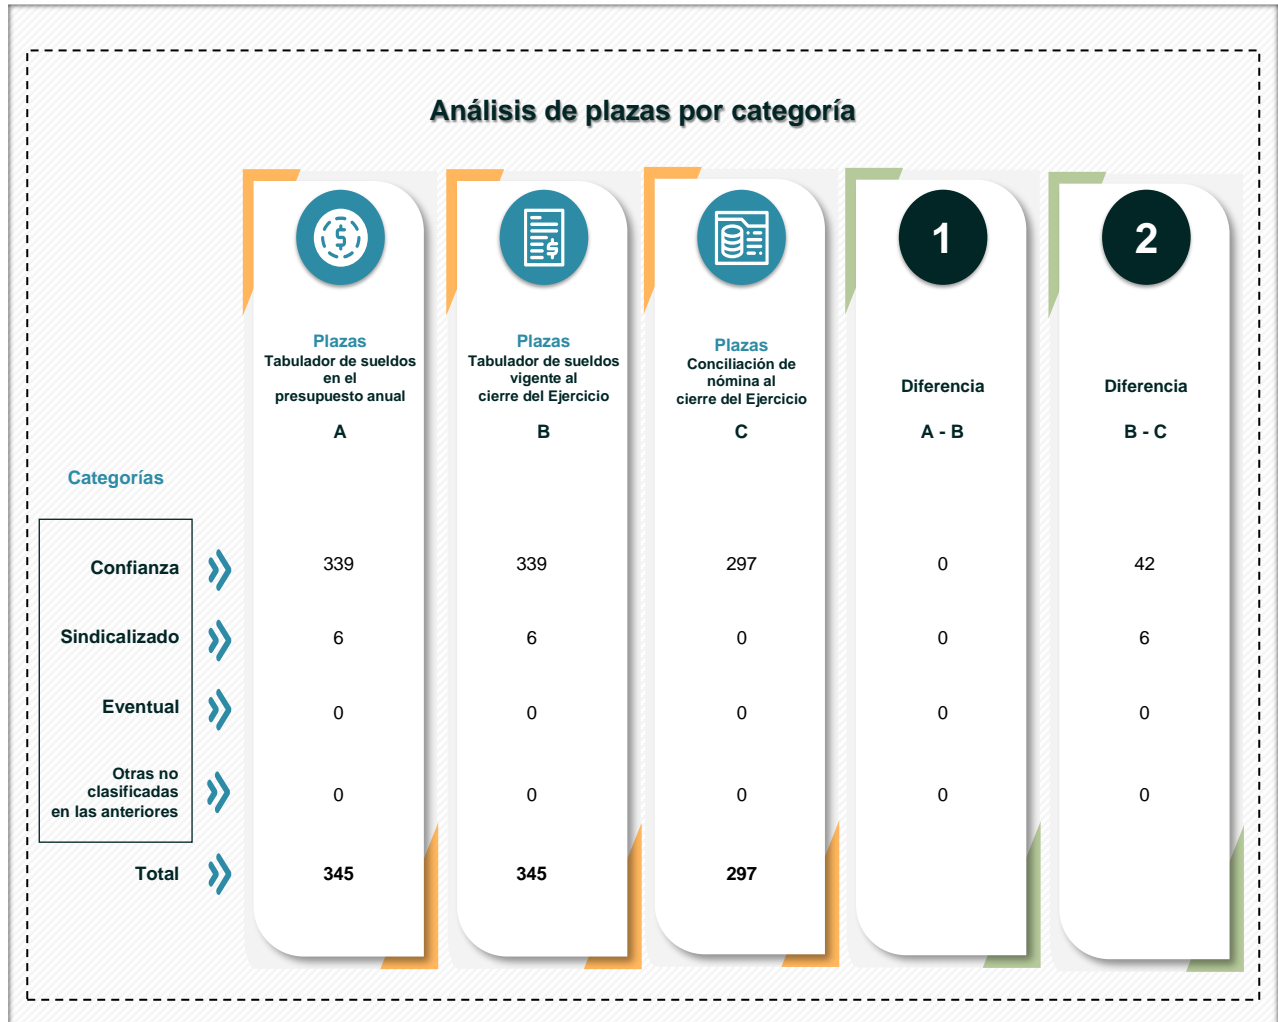 Análisis de plazas por categoría
1
2
Plazas
Tabulador de sueldos
en el
presupuesto anual
A
Plazas
Tabulador de sueldos
vigente al
cierre del Ejercicio
B
Plazas
Conciliación de
nómina al
cierre del Ejercicio
C
Diferencia
A - B
Diferencia
B - C
Categorías
Confianza 339 339 297 0 42
Sindicalizado 6 6 0 0 6
Eventual 0 0 0 0 0
Otras no
clasificadas
en las anteriores 0 0 0 0 0
Total 345 345 297